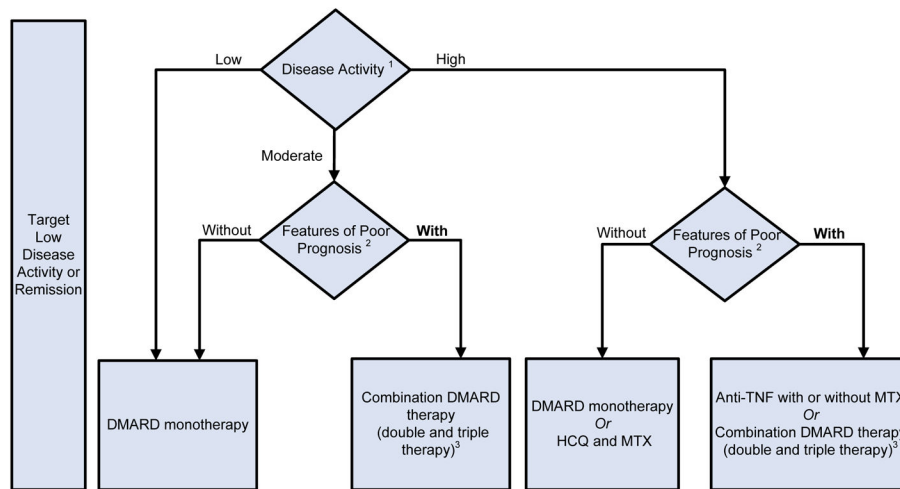 Low
Disease Activity 1
High
Moderate
Target
Low
Disease
Activity or
Remission
Without
Features of Poor
Prognosis 2
With
Without
Features of Poor
Prognosis 2
With
DMARD monotherapy
Combination DMARD
therapy
(double and triple
therapy)3
DMARD monotherapy
Or
HCQ and MTX
Anti-TNF with or without MTX
Or
Combination DMARD therapy
(double and triple therapy)3